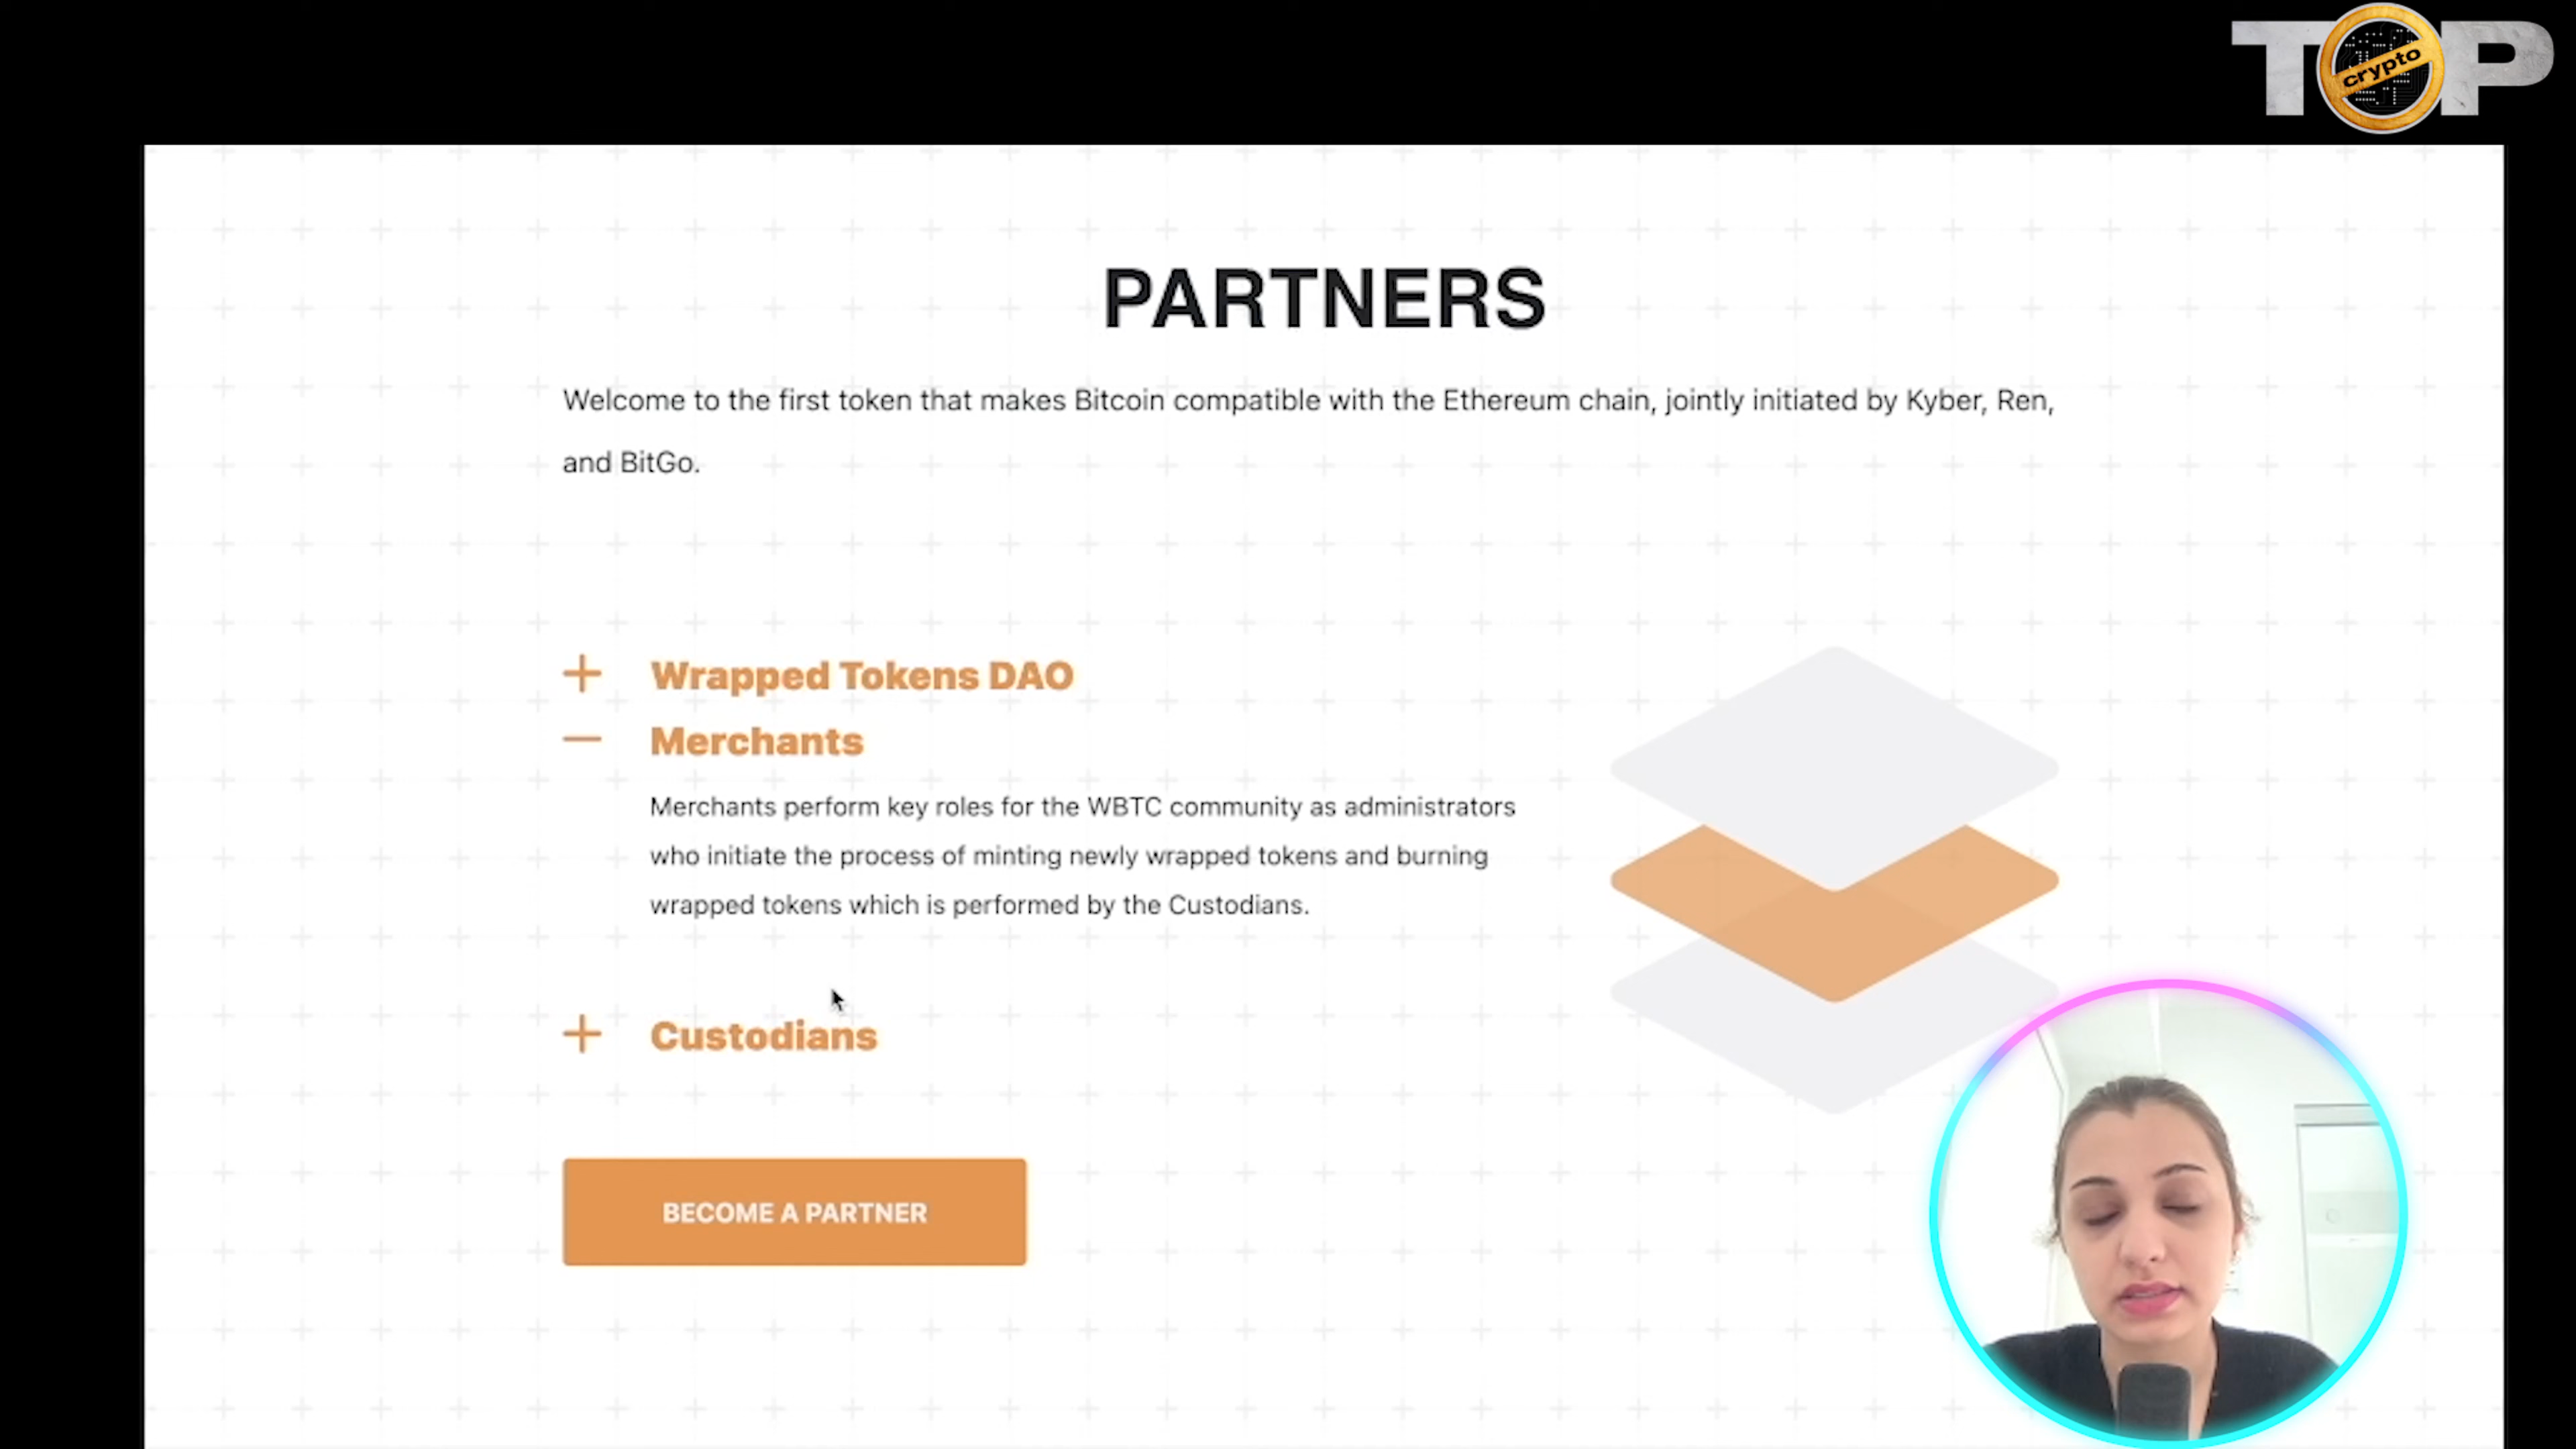 TOP
crypto
PARTNERS
Welcome to the first token that makes Bitcoin compatible with the Ethereum chain, jointly initiated by Kyber, Ren,
and BitGo.
Wrapped Tokens DAO
Merchants
Merchants perform key roles for the WBTC community as administrators
who initiate the process of minting newly wrapped tokens and burning
wrapped tokens which is performed by the Custodians.
Custodians
BECOME A PARTNER